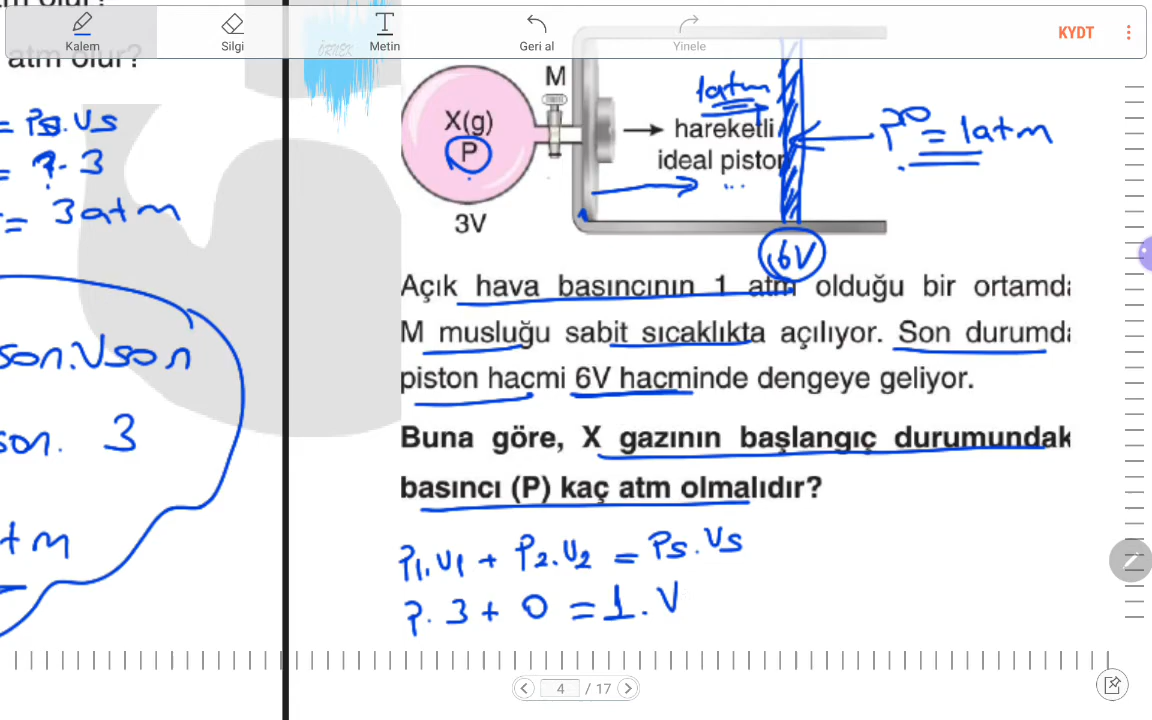 Kalem
Silgi
Metin
Geri al
Yinele
KYDT
ÖRNEK
atm olur?
= Ps.Vs
= ?. 3
= 3atm
son.Vson
son. 3
tm
M
X(g)
P
3V
1atm
hareketli
ideal piston
P⁰ = 1atm
6V
Açık hava basıncının 1 atm olduğu bir ortamda
M musluğu sabit sıcaklıkta açılıyor. Son durumda
piston hacmi 6V hacminde dengeye geliyor.
Buna göre, X gazının başlangıç durumundak
basıncı (P) kaç atm olmalıdır?
P1.V1 + P2.V2 = Ps.Vs
?. 3 + 0 = 1.V
4 / 17